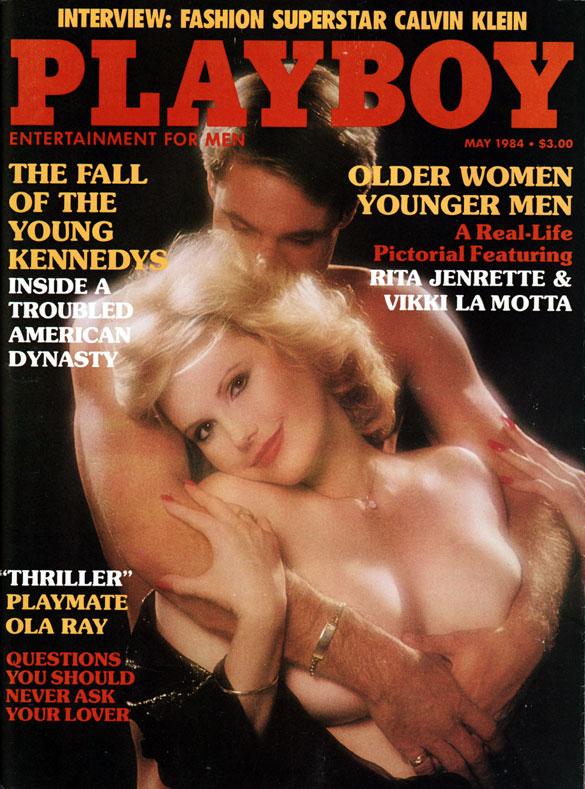 INTERVIEW: FASHION SUPERSTAR CALVIN KLEIN
PLAYBOY
ENTERTAINMENT FOR MEN
MAY 1984 • $3.00
THE FALL
OF THE
YOUNG
KENNEDYS
INSIDE A
TROUBLED
AMERICAN
DYNASTY
OLDER WOMEN
YOUNGER MEN
A Real-Life
Pictorial Featuring
RITA JENRETTE &
VIKKI LA MOTTA
"THRILLER"
PLAYMATE
OLA RAY
QUESTIONS
YOU SHOULD
NEVER ASK
YOUR LOVER